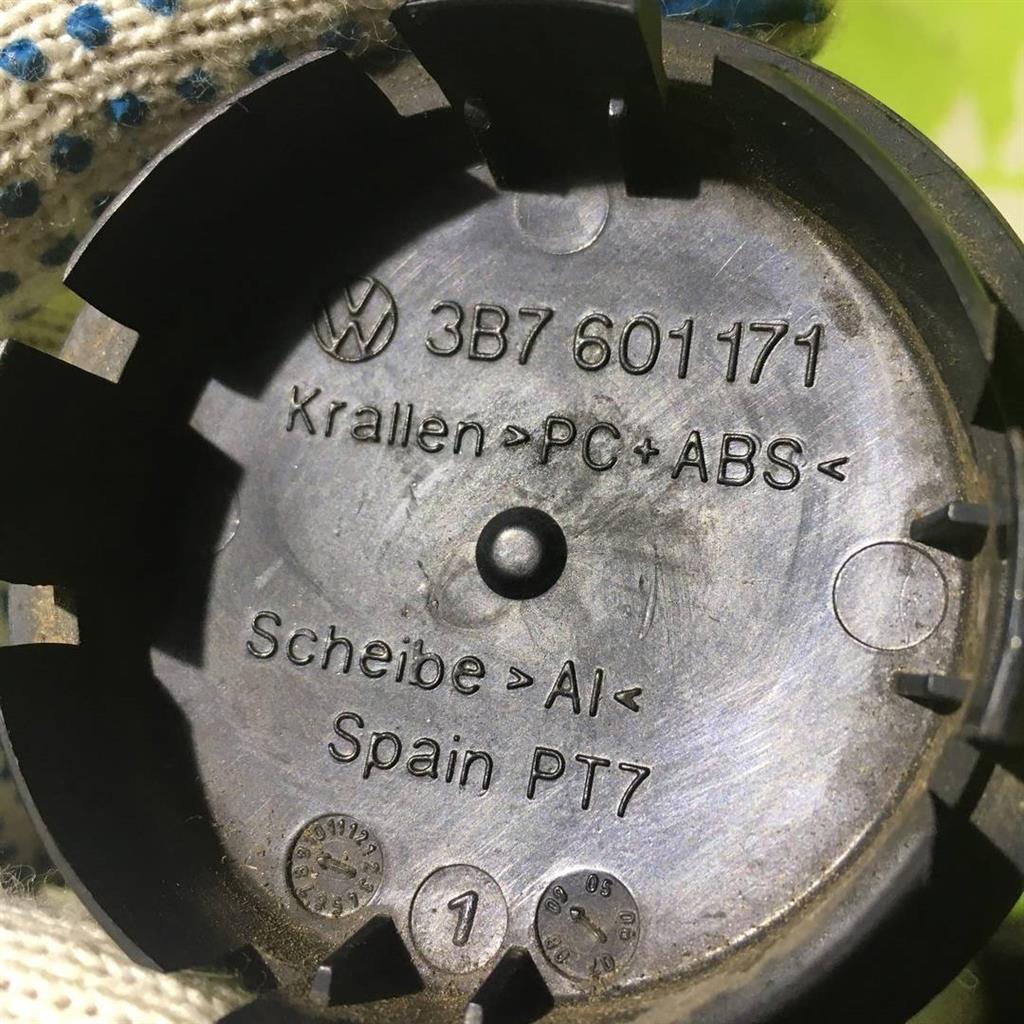 3B7 601 171
Krallen >PC+ABS<
Scheibe >Al<
Spain PT7
1